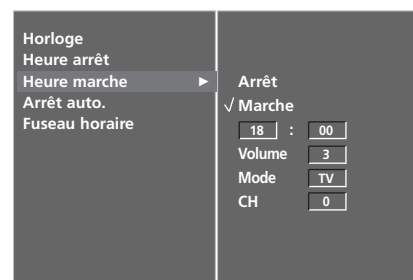 Horloge
Heure arrêt
Heure marche ►
Arrêt auto.
Fuseau horaire
Arrêt
√ Marche
18 : 00
Volume 3
Mode TV
CH 0